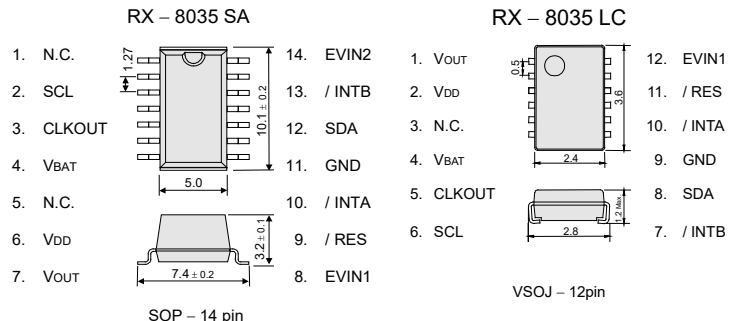 RX – 8035 SA
1. N.C.
2. SCL
3. CLKOUT
4. VBAT
5. N.C.
6. VDD
7. VOUT
14. EVIN2
13. / INTB
12. SDA
11. GND
10. / INTA
9. / RES
8. EVIN1
1.27
10.1 ± 0.2
5.0
3.2 ± 0.1
7.4 ± 0.2
SOP – 14 pin
RX – 8035 LC
1. VOUT
2. VDD
3. N.C.
4. VBAT
5. CLKOUT
6. SCL
12. EVIN1
11. / RES
10. / INTA
9. GND
8. SDA
7. / INTB
0.5
3.6
2.4
1.2 Max.
2.8
VSOJ – 12pin